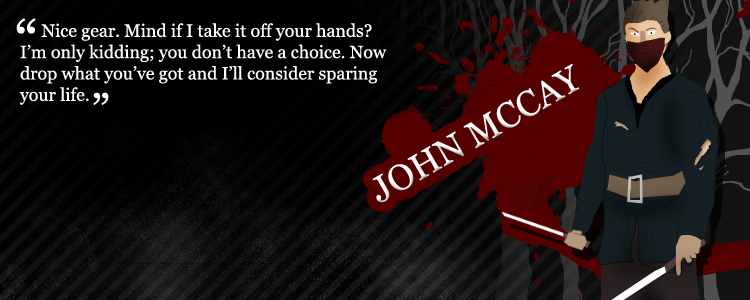 “ Nice gear. Mind if I take it off your hands?
I’m only kidding; you don’t have a choice. Now
drop what you’ve got and I’ll consider sparing
your life. ”
JOHN MCCAY